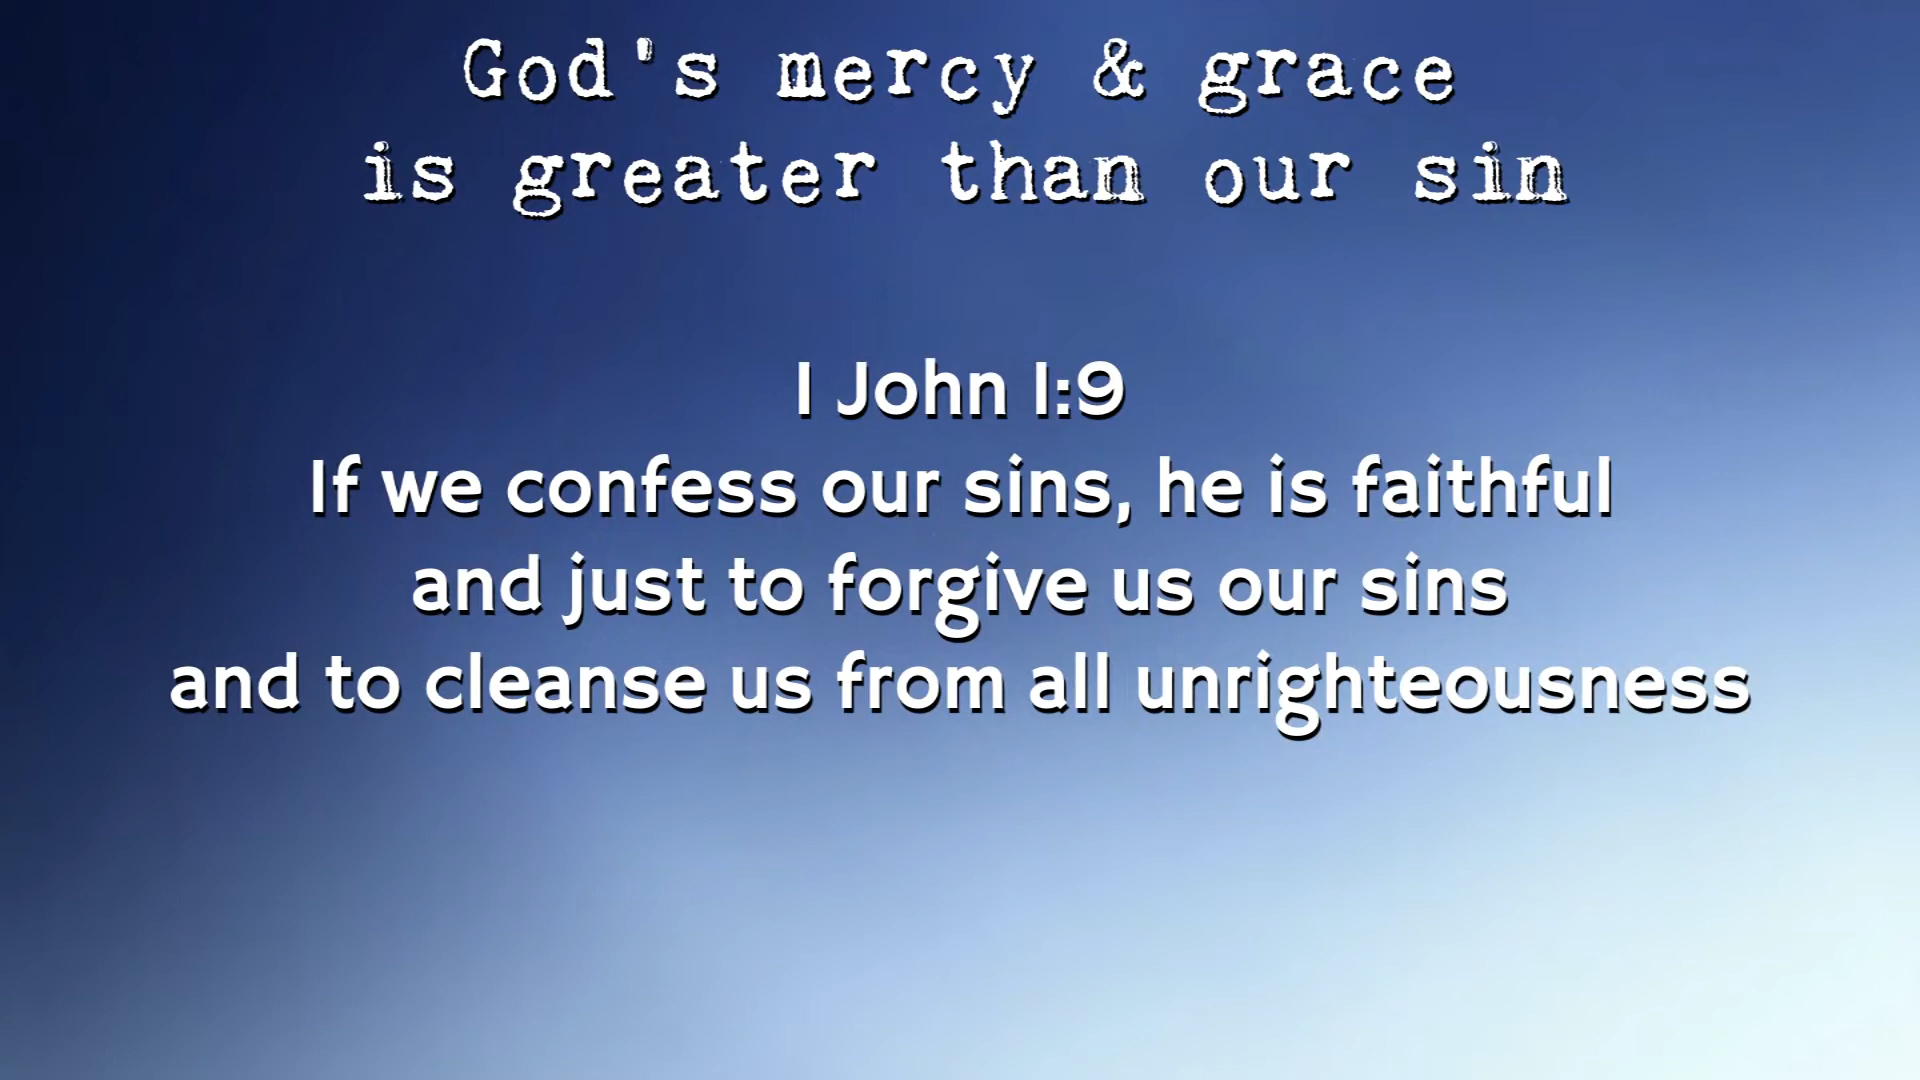 God's mercy & grace
is greater than our sin
1 John 1:9
If we confess our sins, he is faithful
and just to forgive us our sins
and to cleanse us from all unrighteousness